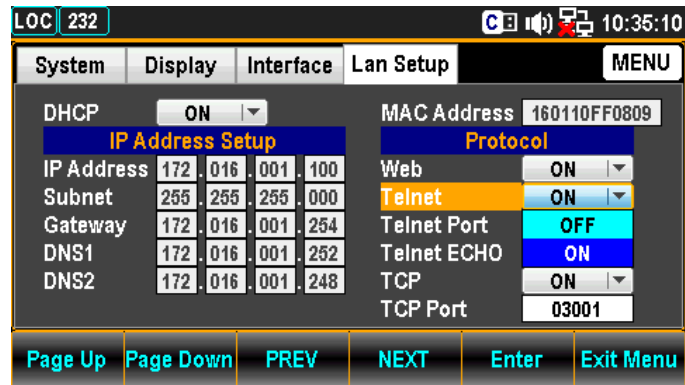 LOC 232 C 10:35:10
System Display Interface Lan Setup MENU
DHCP ON MAC Address 160110FF0809
IP Address Setup Protocol
IP Address 172 . 016 . 001 . 100 Web ON
Subnet 255 . 255 . 255 . 000 Telnet ON
Gateway 172 . 016 . 001 . 254 Telnet Port OFF
DNS1 172 . 016 . 001 . 252 Telnet ECHO ON
DNS2 172 . 016 . 001 . 248 TCP ON
TCP Port 03001
Page Up Page Down PREV NEXT Enter Exit Menu